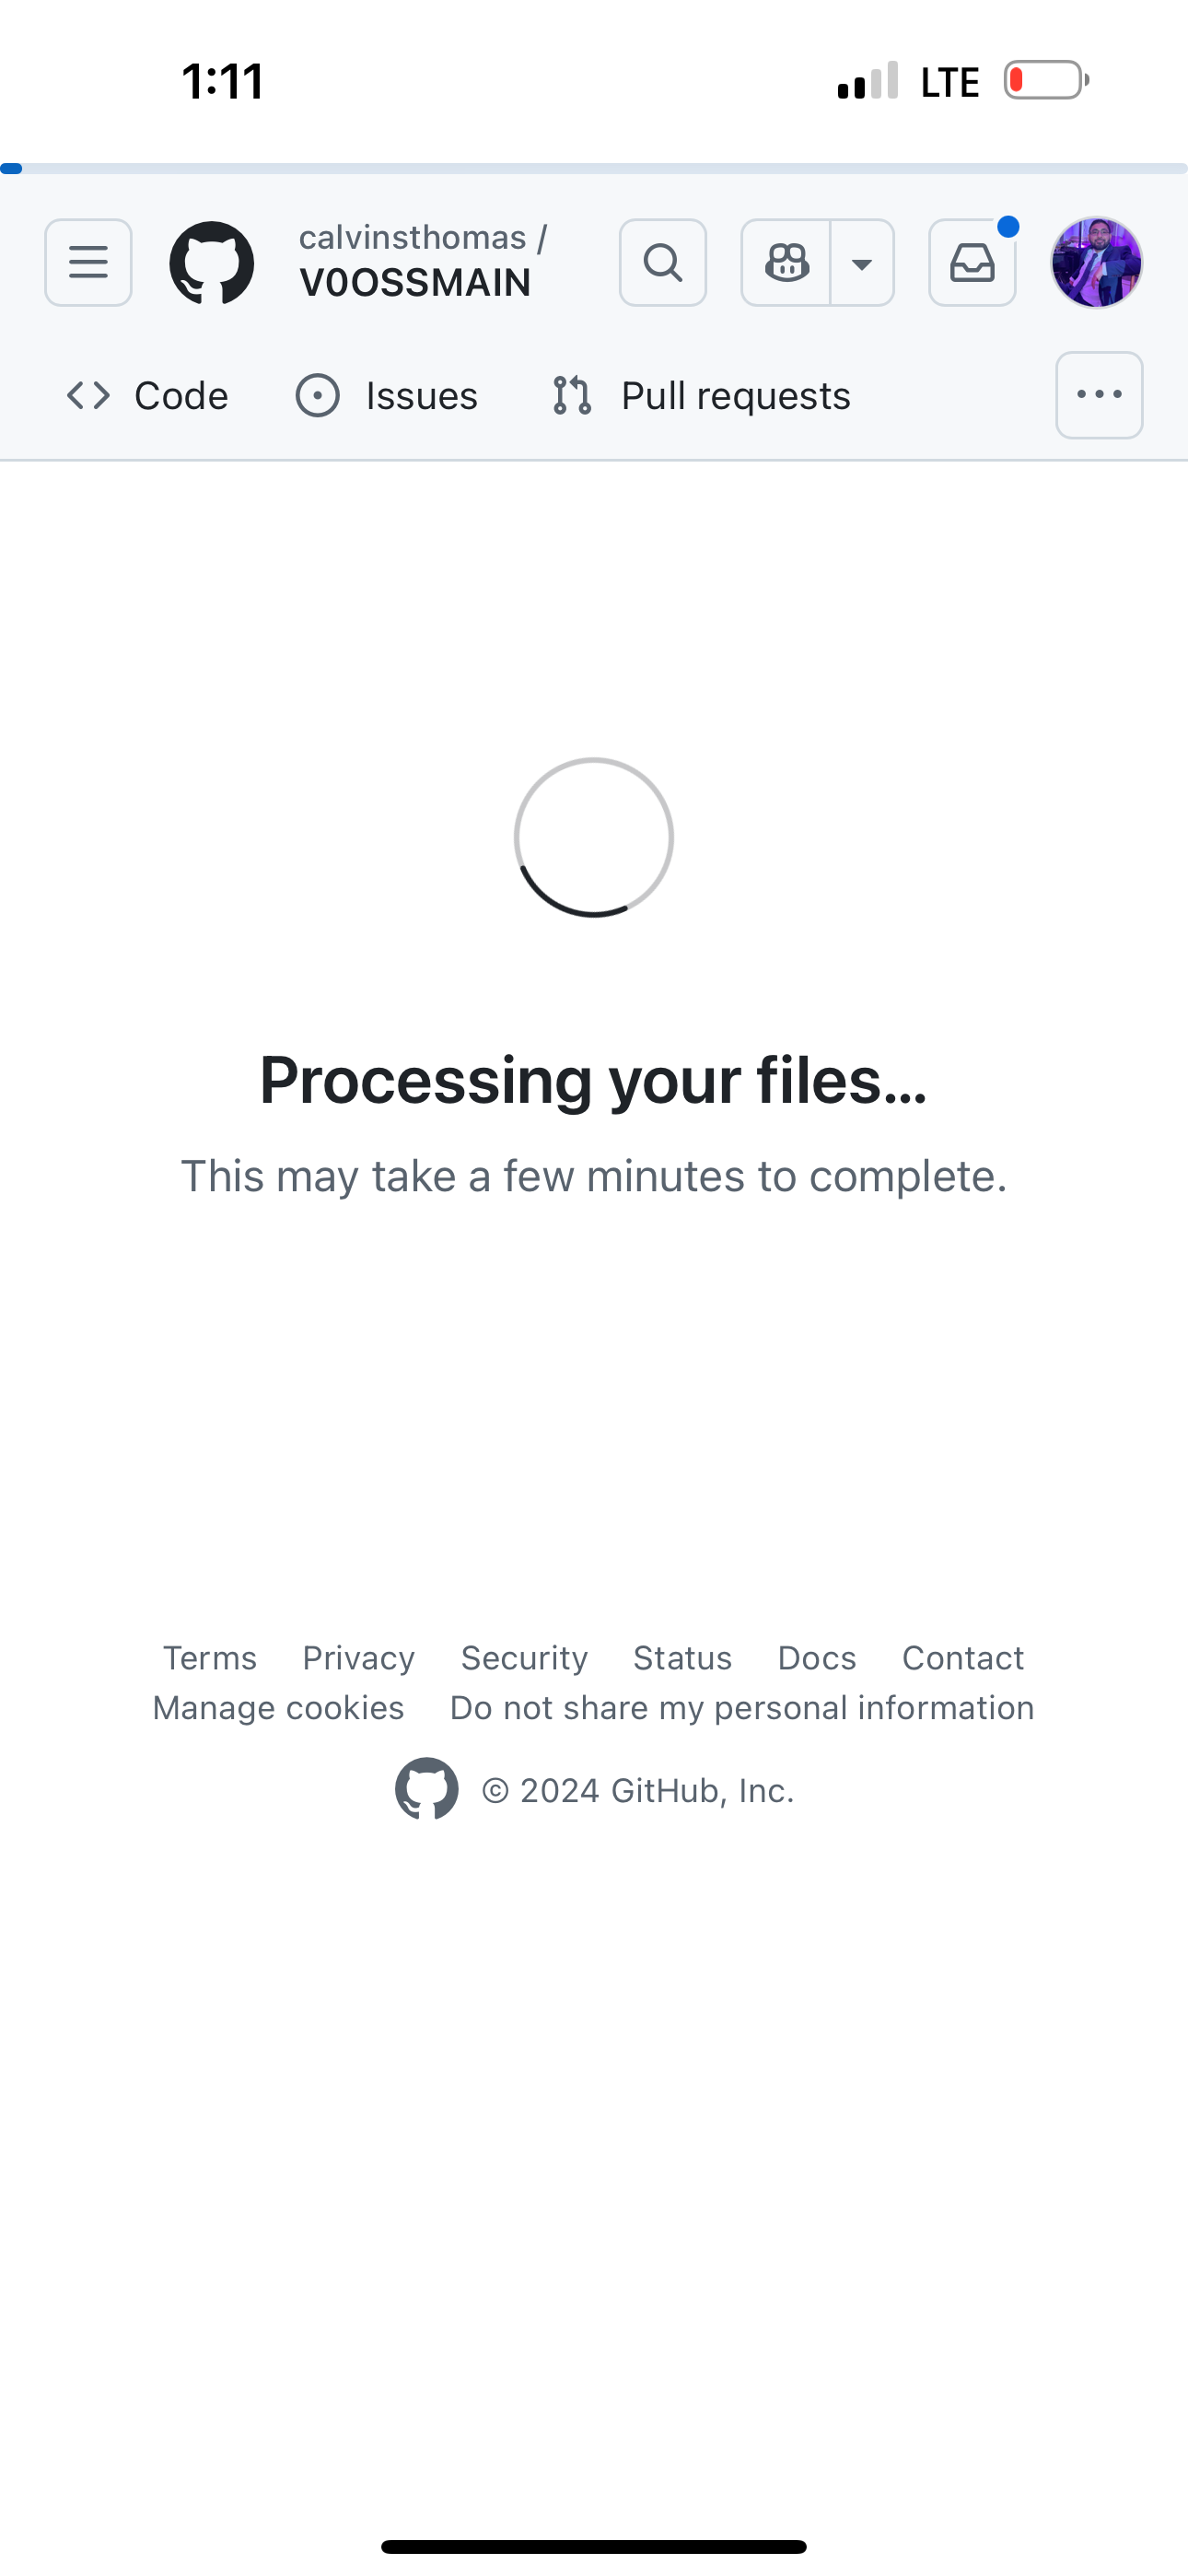 1:11 LTE
calvinsthomas /
V0OSSMAIN
Code Issues Pull requests
Processing your files...
This may take a few minutes to complete.
Terms Privacy Security Status Docs Contact
Manage cookies Do not share my personal information
© 2024 GitHub, Inc.